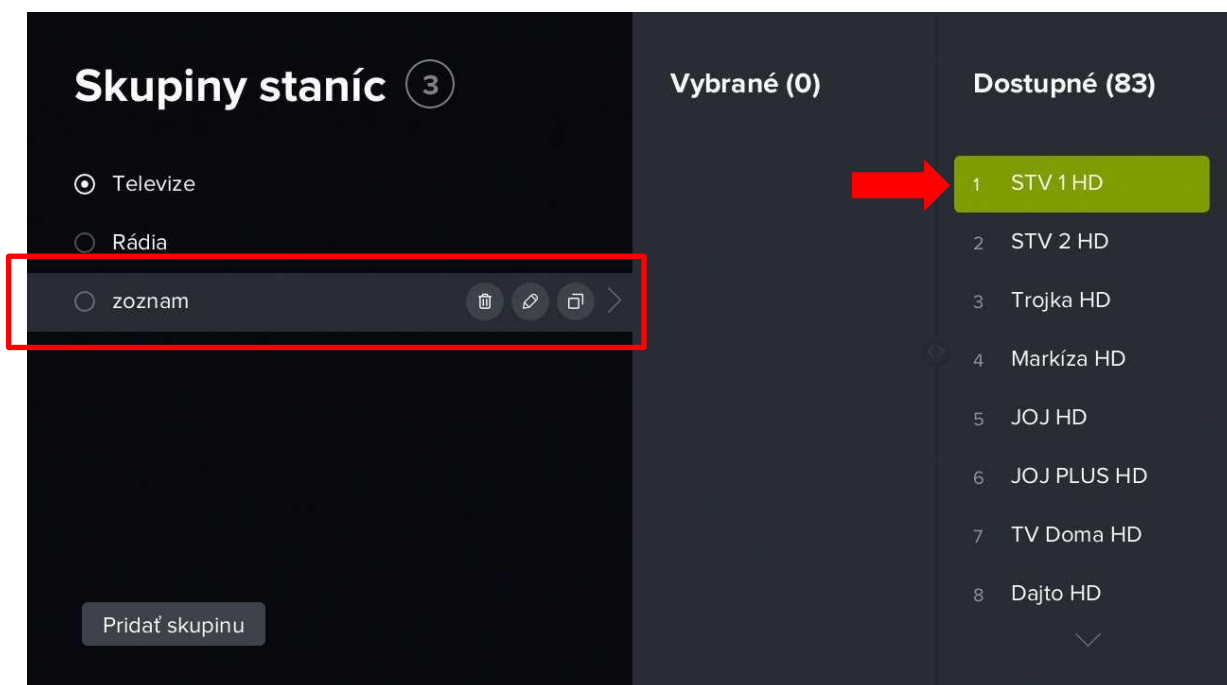 Skupiny staníc 3
Televize
Rádia
zoznam
Pridať skupinu
Vybrané (0)
Dostupné (83)
1 STV 1 HD
2 STV 2 HD
3 Trojka HD
4 Markíza HD
5 JOJ HD
6 JOJ PLUS HD
7 TV Doma HD
8 Dajto HD